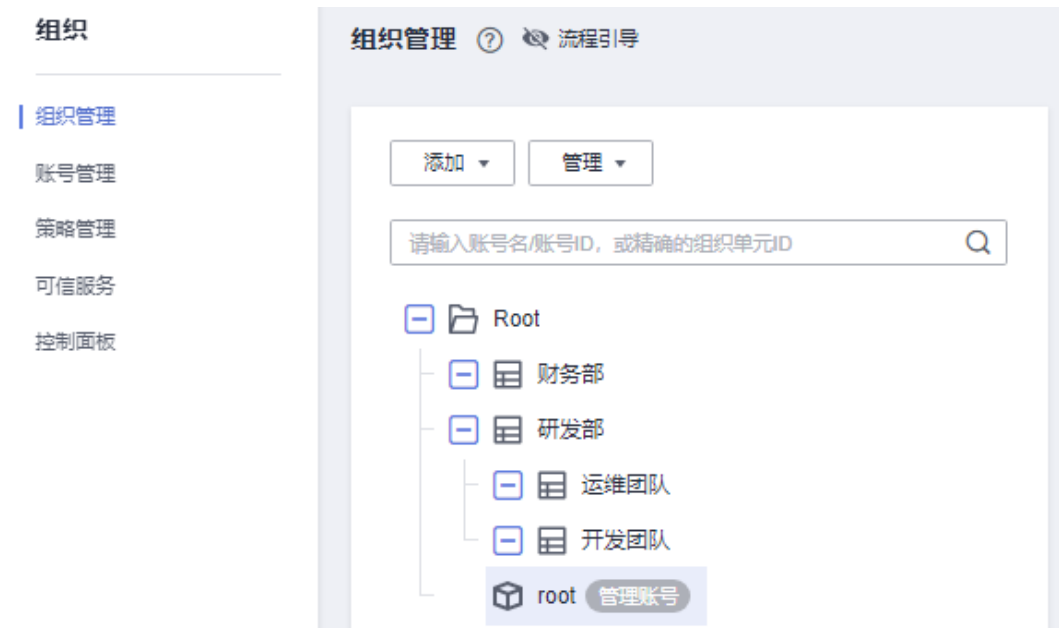 组织
组织管理
账号管理
策略管理
可信服务
控制面板
组织管理 ? 流程引导
添加 管理
请输入账号名/账号ID，或精确的组织单元ID
Root
财务部
研发部
运维团队
开发团队
root 管理账号